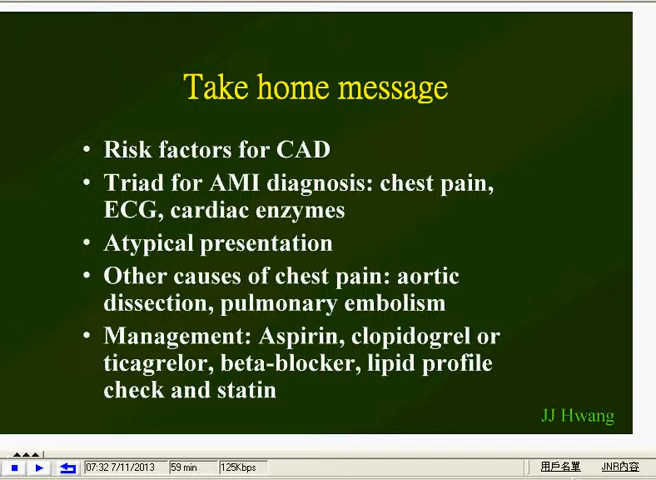 Take home message
• Risk factors for CAD
• Triad for AMI diagnosis: chest pain,
ECG, cardiac enzymes
• Atypical presentation
• Other causes of chest pain: aortic
dissection, pulmonary embolism
• Management: Aspirin, clopidogrel or
ticagrelor, beta-blocker, lipid profile
check and statin
JJ Hwang
07:32 7/11/2013 59 min 125Kbps 用戶名單 JNR內容